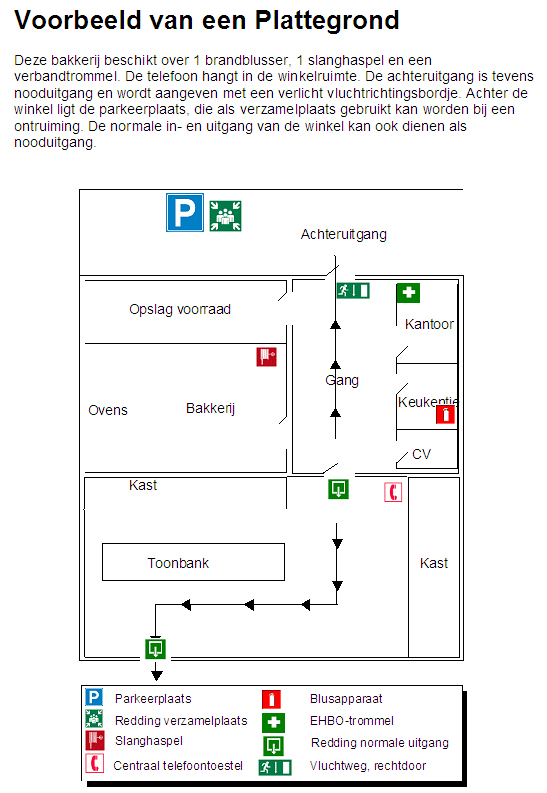 Voorbeeld van een Plattegrond
Deze bakkerij beschikt over 1 brandblusser, 1 slanghaspel en een
verbandtrommel. De telefoon hangt in de winkelruimte. De achteruitgang is tevens
nooduitgang en wordt aangeven met een verlicht vluchtrichtingsbordje. Achter de
winkel ligt de parkeerplaats, die als verzamelplaats gebruikt kan worden bij een
ontruiming. De normale in- en uitgang van de winkel kan ook dienen als
nooduitgang.
P
Achteruitgang
Opslag voorraad
Kantoor
Gang
Ovens
Bakkerij
Keukentje
CV
Kast
Toonbank
Kast
P Parkeerplaats
Blusapparaat
Redding verzamelplaats
EHBO-trommel
Slanghaspel
Redding normale uitgang
Centraal telefoontoestel
Vluchtweg, rechtdoor